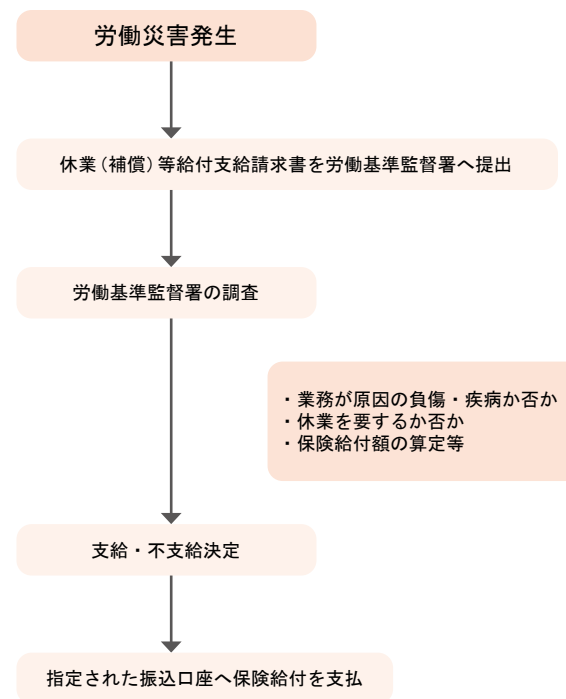 労働災害発生
休業(補償)等給付支給請求書を労働基準監督署へ提出
労働基準監督署の調査
・業務が原因の負傷・疾病か否か
・休業を要するか否か
・保険給付額の算定等
支給・不支給決定
指定された振込口座へ保険給付を支払